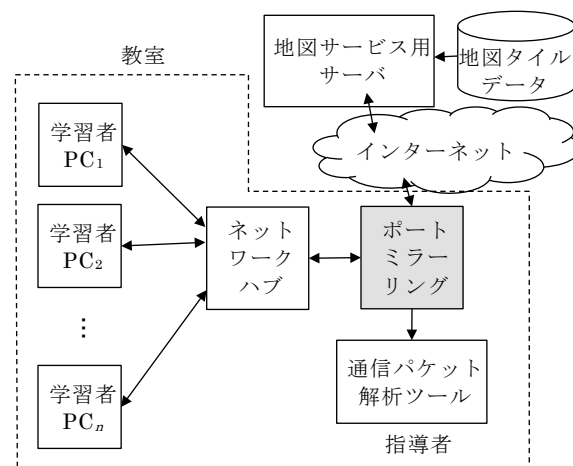 教室
地図サービス用
サーバ
地図タイル
データ
インターネット
学習者
PC1
学習者
PC2
⋮
学習者
PCn
ネット
ワーク
ハブ
ポート
ミラー
リング
通信パケット
解析ツール
指導者